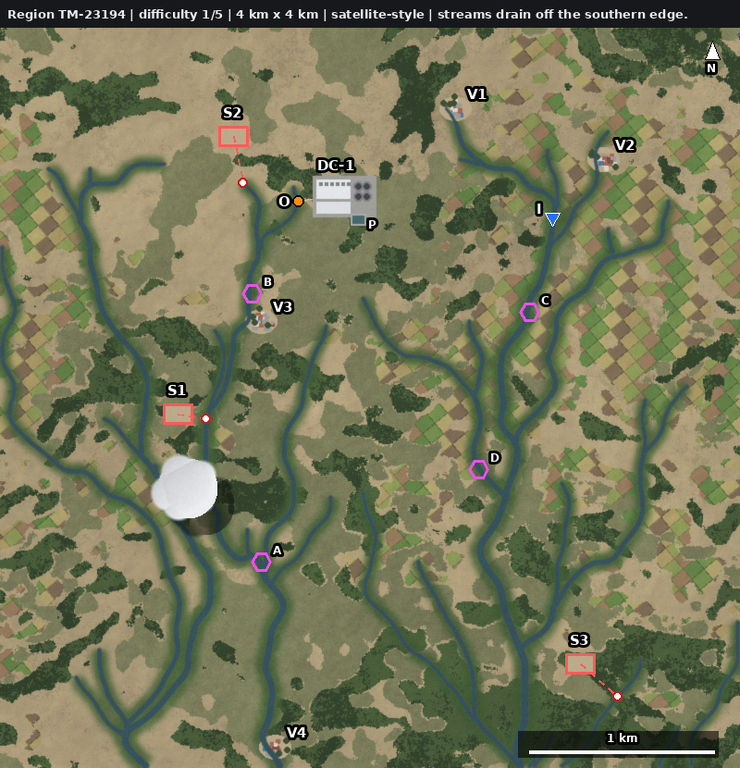 Region TM-23194 | difficulty 1/5 | 4 km x 4 km | satellite-style | streams drain off the southern edge.
N
V1
S2
V2
DC-1
O
I
P
B
C
V3
S1
D
A
S3
V4
1 km